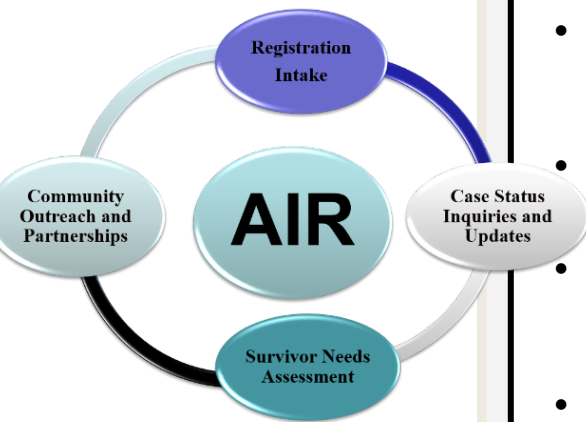 Registration
Intake
Community
Outreach and
Partnerships
AIR
Case Status
Inquiries and
Updates
Survivor Needs
Assessment